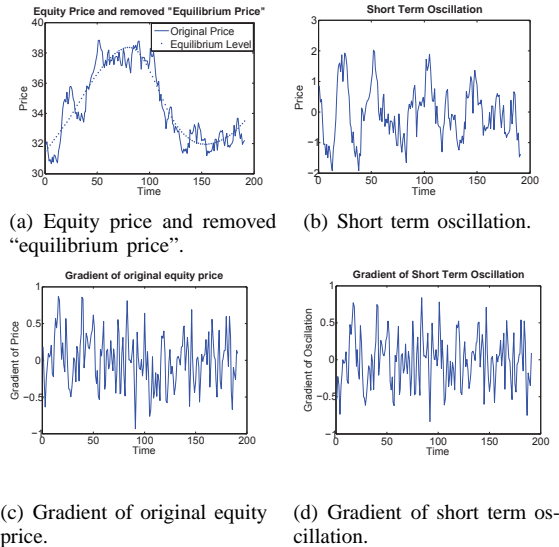 Equity Price and removed "Equilibrium Price"
40
38
36
34
32
30
Price
Original Price
Equilibrium Level
0
50
100
150
200
Time
Short Term Oscillation
3
2
1
0
-1
-2
Price
0
50
100
150
200
Time
(a) Equity price and removed
“equilibrium price”.
(b) Short term oscillation.
Gradient of original equity price
1
0.5
0
-0.5
-1
Gradient of Price
0
50
100
150
200
Time
Gradient of Short Term Oscillation
1
0.5
0
-0.5
-1
Gradient of Oscillation
0
50
100
150
200
Time
(c) Gradient of original equity
price.
(d) Gradient of short term os-
cillation.